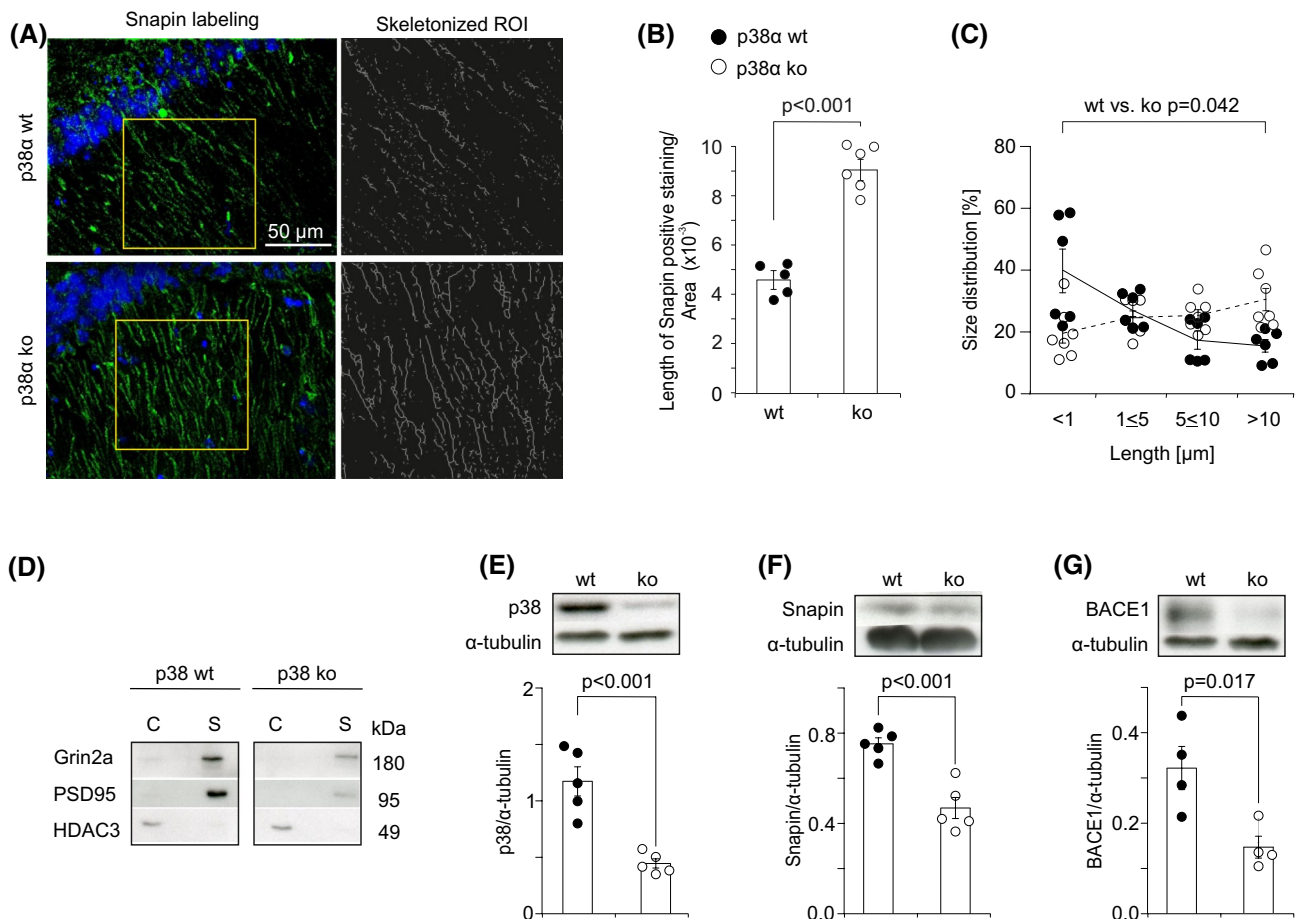 (A)
Snapin labeling
Skeletonized ROI
p38α wt
50 µm
p38α ko
(B)
p38α wt
p38α ko
p<0.001
Length of Snapin positive staining/
Area (x10⁻³)
10
8
6
4
2
0
wt ko
(C)
wt vs. ko p=0.042
Size distribution [%]
80
60
40
20
0
<1 1≤5 5≤10 >10
Length [µm]
(D)
p38 wt p38 ko
C S C S kDa
Grin2a 180
PSD95 95
HDAC3 49
(E)
wt ko
p38
α-tubulin
p<0.001
p38/α-tubulin
2
1
0
(F)
wt ko
Snapin
α-tubulin
p<0.001
Snapin/α-tubulin
0.8
0.4
0.0
(G)
wt ko
BACE1
α-tubulin
p=0.017
BACE1/α-tubulin
0.4
0.2
0.0